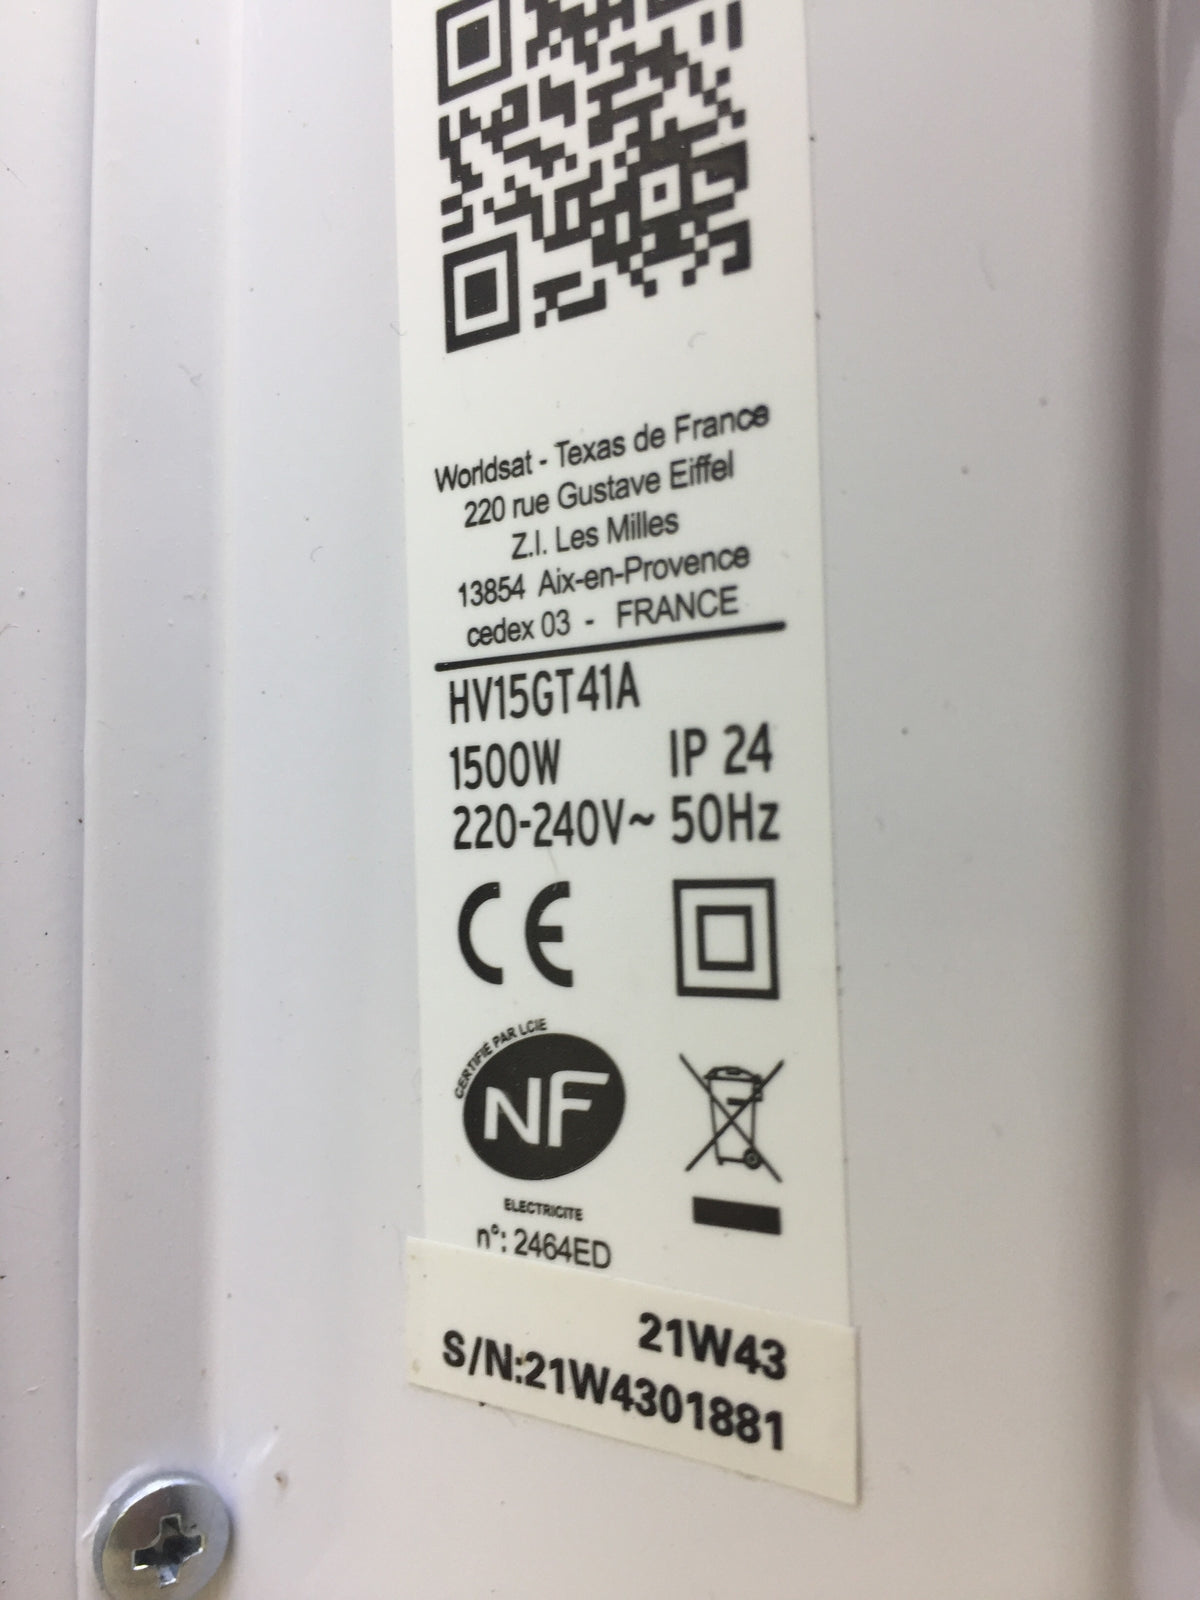 Worldsat - Texas de France
220 rue Gustave Eiffel
Z.I. Les Milles
13854 Aix-en-Provence
cedex 03 - FRANCE
HV15GT41A
1500W IP 24
220-240V~ 50Hz
CE
CERTIFIÉ PAR LCIE
NF
ELECTRICITE
n°: 2464ED
21W43
S/N:21W4301881